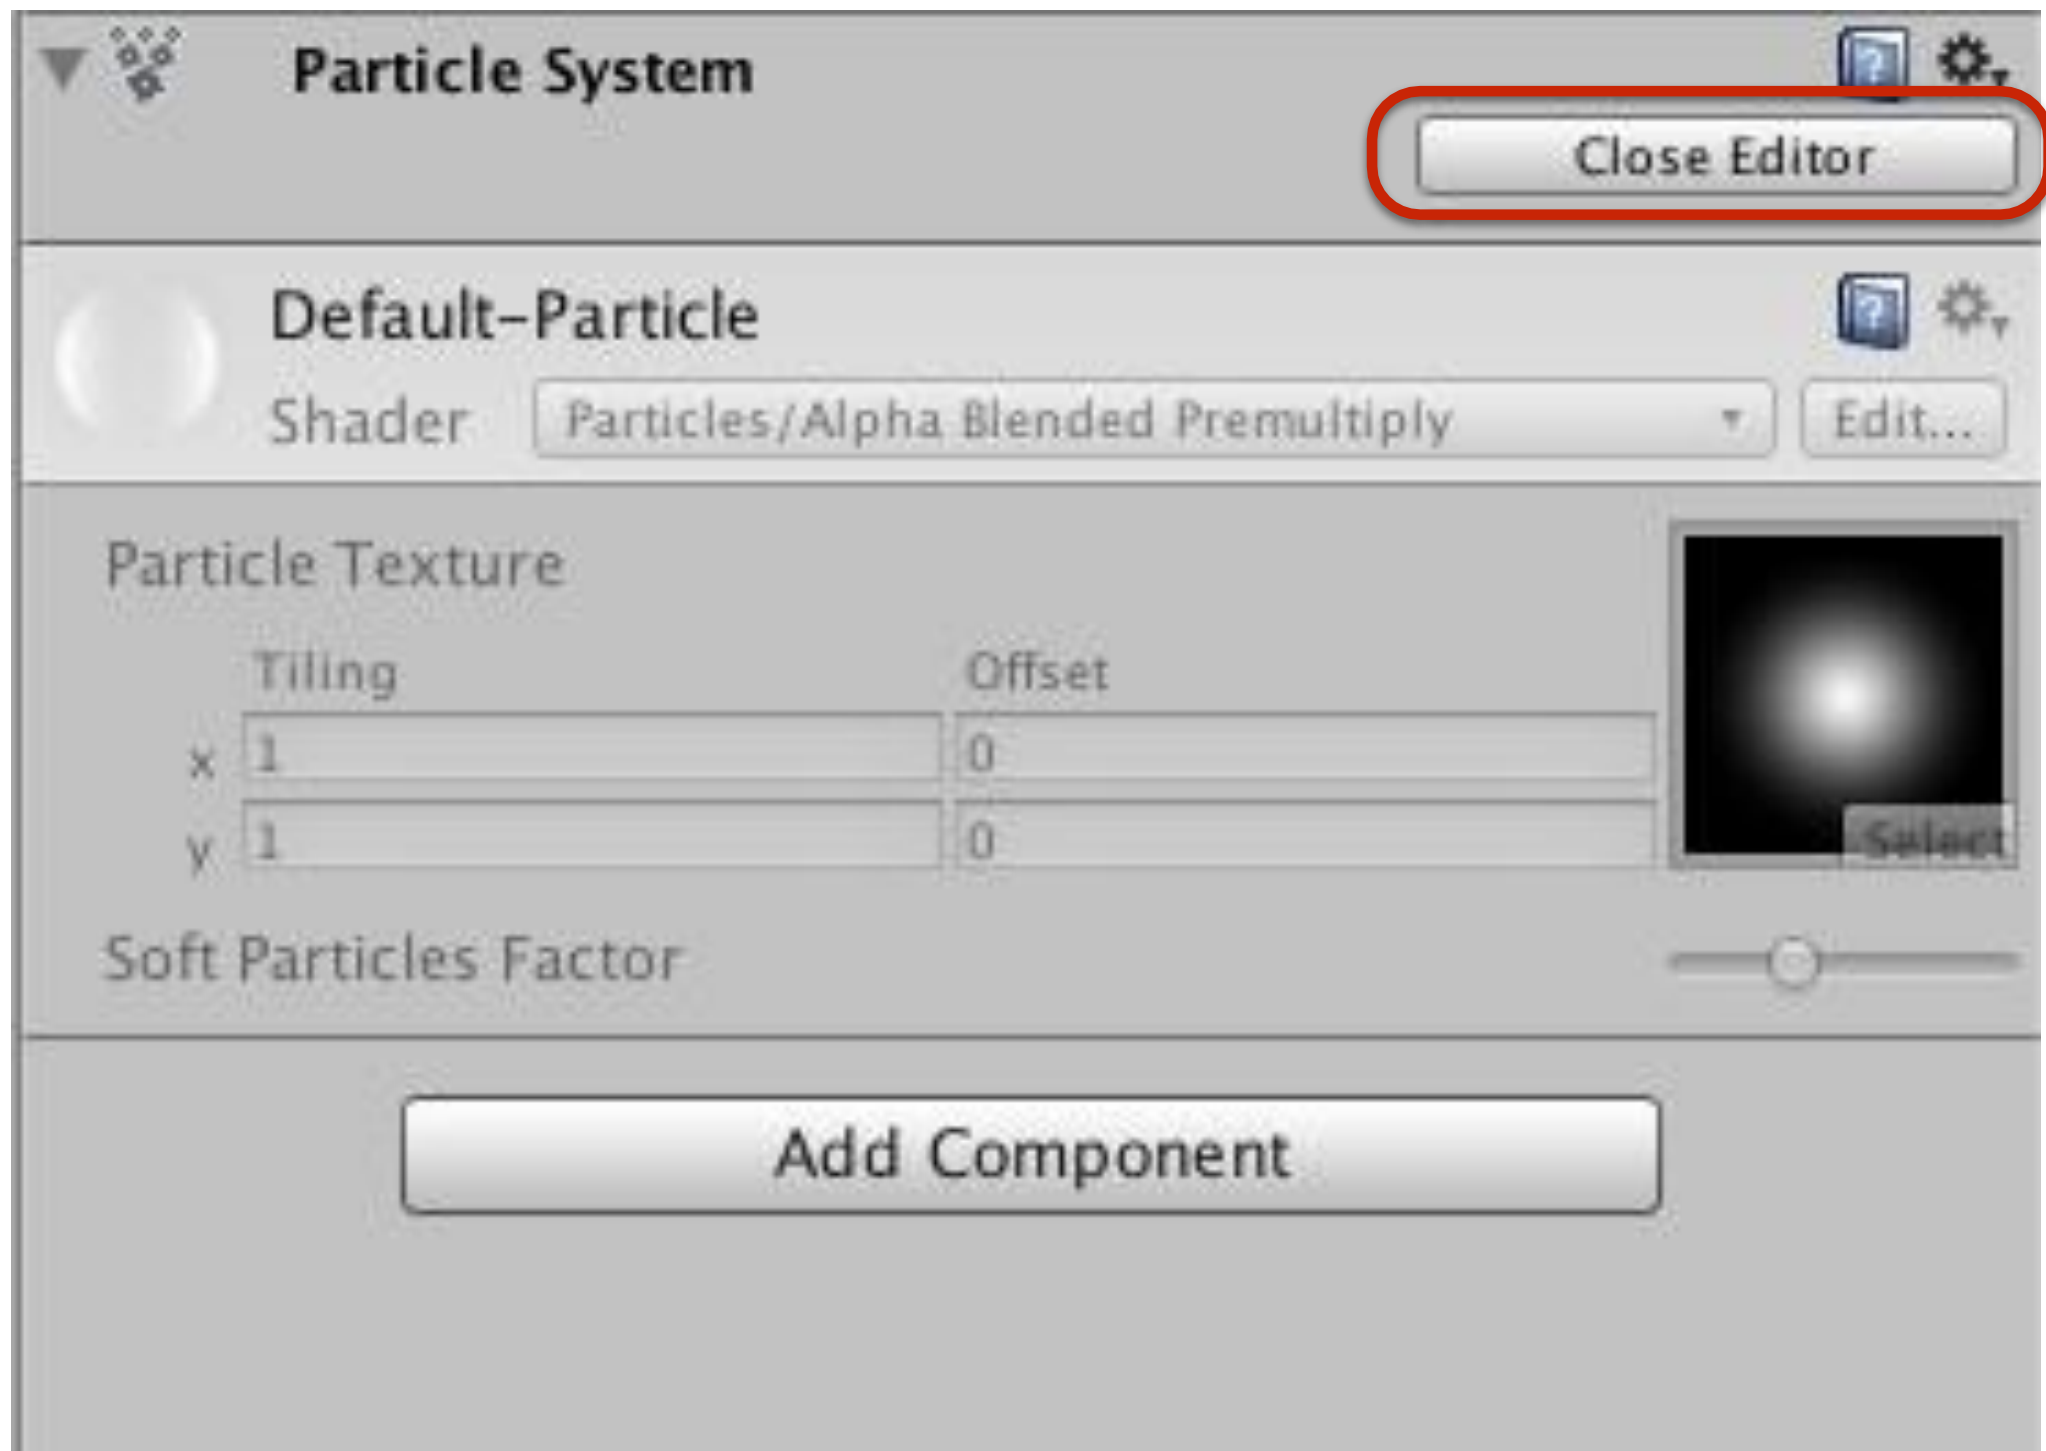 Particle System
Close Editor
Default-Particle
Shader Particles/Alpha Blended Premultiply Edit...
Particle Texture
Tiling Offset
x 1 0
y 1 0
Select
Soft Particles Factor
Add Component